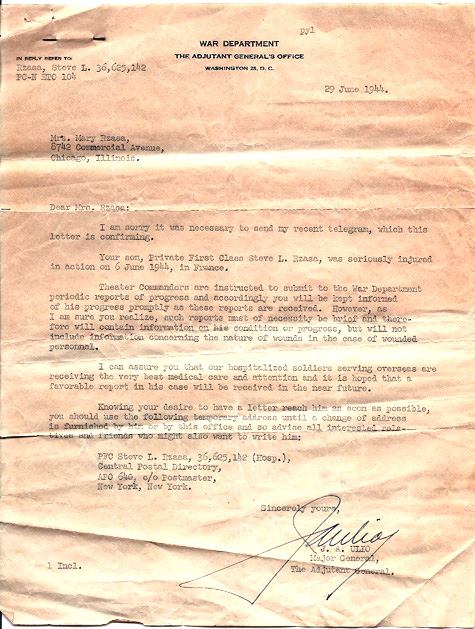 pyl
WAR DEPARTMENT
THE ADJUTANT GENERAL'S OFFICE
WASHINGTON 25, D. C.
IN REPLY REFER TO:
Rzasa, Steve L. 36,625,142
PC-N ETO 104
29 June 1944.
Mrs. Mary Rzasa,
8742 Commercial Avenue,
Chicago, Illinois.
Dear Mrs. Rzasa:
I am sorry it was necessary to send my recent telegram, which this
letter is confirming.
Your son, Private First Class Steve L. Rzasa, was seriously injured
in action on 6 June 1944, in France.
Theater Commanders are instructed to submit to the War Department
periodic reports of progress and accordingly you will be kept informed
of his progress promptly as these reports are received. However, as
I am sure you realize, such reports must of necessity be brief and there-
fore will contain information on his condition or progress, but will not
include information concerning the nature of wounds in the case of wounded
personnel.
I can assure you that our hospitalized soldiers serving overseas are
receiving the very best medical care and attention and it is hoped that a
favorable report in his case will be received in the near future.
Knowing your desire to have a letter reach him as soon as possible,
you should use the following temporary address until a change of address
is furnished by him or by this office and so advise all interested rela-
tives and friends who might also want to write him:
PFC Steve L. Rzasa, 36,625,142 (Hosp.),
Central Postal Directory,
APO 640, c/o Postmaster,
New York, New York.
Sincerely yours,
J. A. ULIO
Major General,
The Adjutant General.
1 Incl.